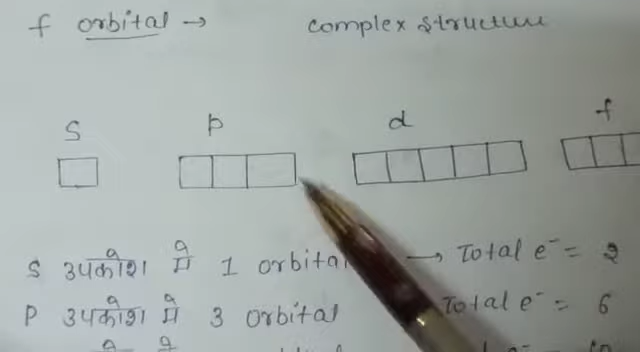 f orbital → complex structure
s p d f
s उपकोश में 1 orbital → Total e⁻ = 2
p उपकोश में 3 orbital Total e⁻ = 6